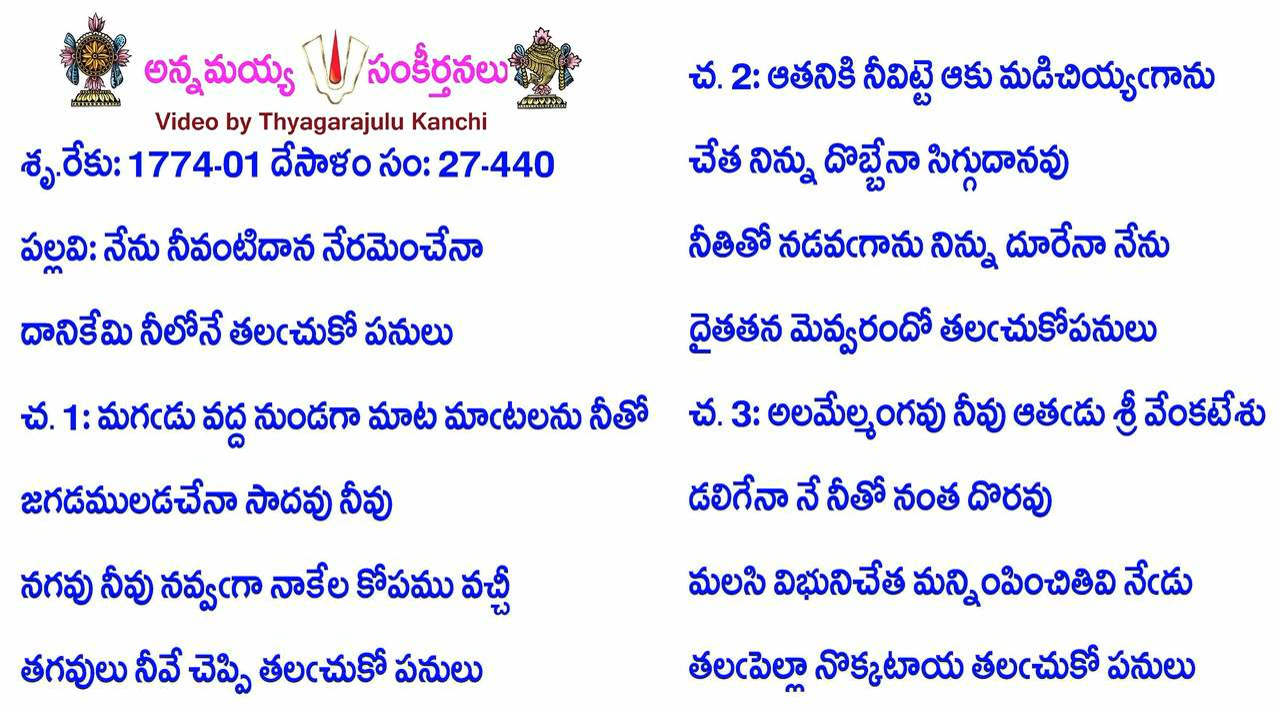 అన్నమయ్య సంకీర్తనలు
Video by Thyagarajulu Kanchi
శృ.రేకు: 1774-01 దేసాళం సం: 27-440
పల్లవి: నేను నీవంటిదాన నేరమెంచేనా
దానికేమి నీలోనే తలఁచుకో పనులు
చ. 1: మగఁడు వద్ద నుండగా మాట మాఁటలను నీతో
జగడములడచేనా సాదవు నీవు
నగవు నీవు నవ్వఁగా నాకేల కోపము వచ్చీ
తగవులు నీవే చెప్పి తలఁచుకో పనులు
చ. 2: ఆతనికి నీవిట్టె ఆకు మడిచియ్యఁగాను
చేత నిన్ను దొబ్బేనా సిగ్గుదానవు
నీతితో నడవఁగాను నిన్ను దూరేనా నేను
దైతతన మెవ్వరందో తలఁచుకోపనులు
చ. 3: అలమేల్మంగవు నీవు ఆతఁడు శ్రీ వేంకటేశు
డలిగేనా నే నీతో నంత దొరవు
మలసి విభునిచేత మన్నింపించితివి నేఁడు
తలఁపెల్లా నొక్కటాయ తలఁచుకో పనులు